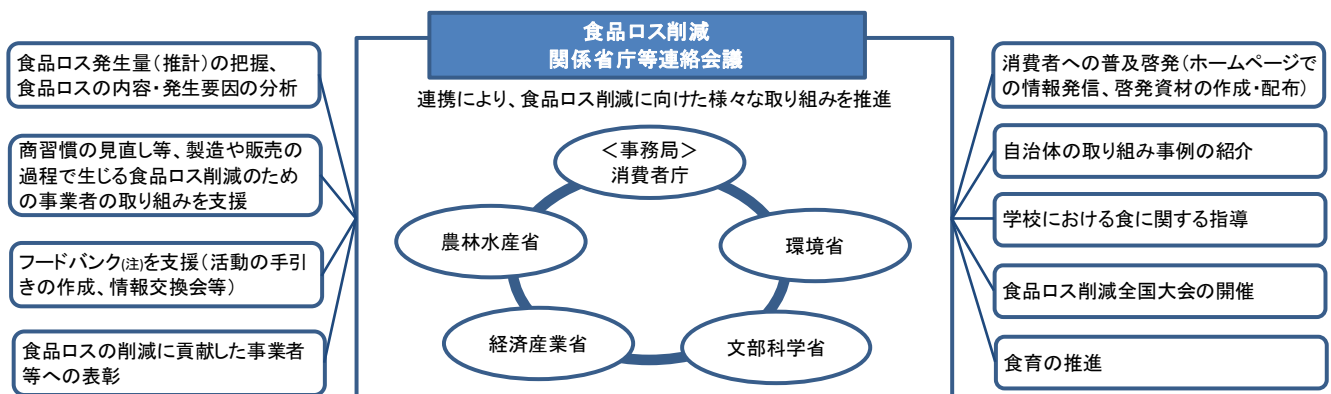 食品ロス削減
関係省庁等連絡会議
連携により、食品ロス削減に向けた様々な取り組みを推進
食品ロス発生量(推計)の把握、
食品ロスの内容・発生要因の分析
商習慣の見直し等、製造や販売の
過程で生じる食品ロス削減のため
の事業者の取り組みを支援
フードバンク(注)を支援(活動の手引
きの作成、情報交換会等)
食品ロスの削減に貢献した事業者
等への表彰
<事務局>
消費者庁
農林水産省
環境省
経済産業省
文部科学省
消費者への普及啓発(ホームページで
の情報発信、啓発資材の作成・配布)
自治体の取り組み事例の紹介
学校における食に関する指導
食品ロス削減全国大会の開催
食育の推進